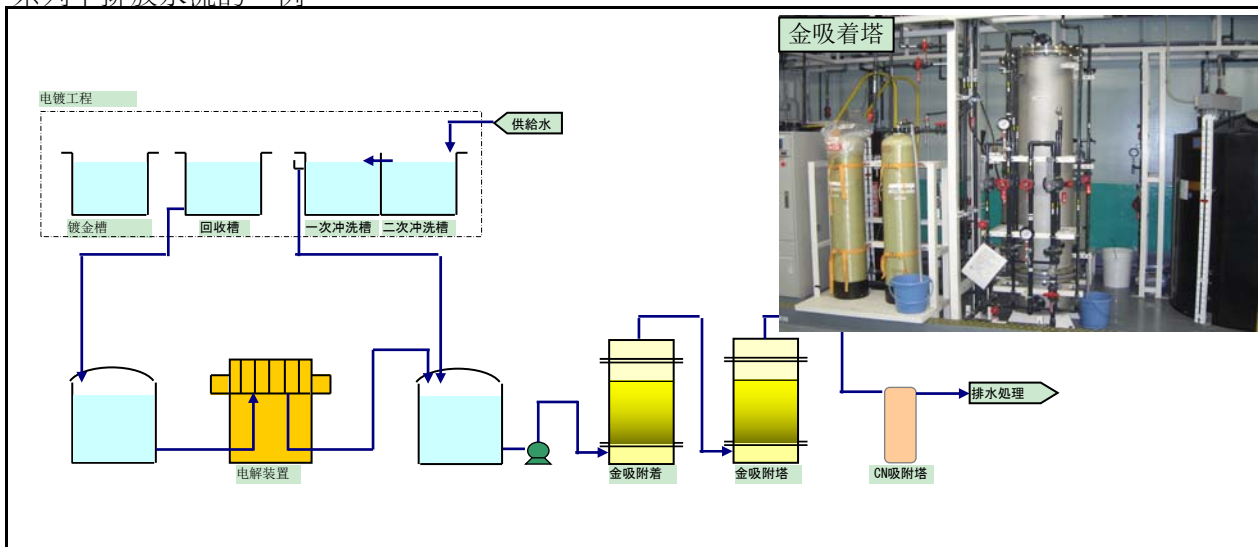 金吸着塔
电镀工程
供給水
镀金槽
回收槽
一次冲洗槽
二次冲洗槽
排水処理
电解装置
金吸附着
金吸附塔
CN吸附塔